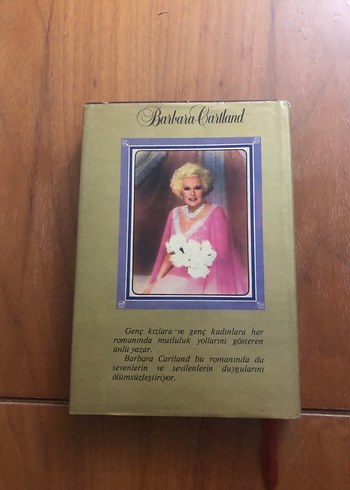 Barbara Cartland
Genç kızlara ve genç kadınlara her
romanında mutluluk yollarını gösteren
ünlü yazar.
Barbara Cartland bu romanında da
sevenlerin ve sevilenlerin duygularını
ölümsüzleştiriyor.